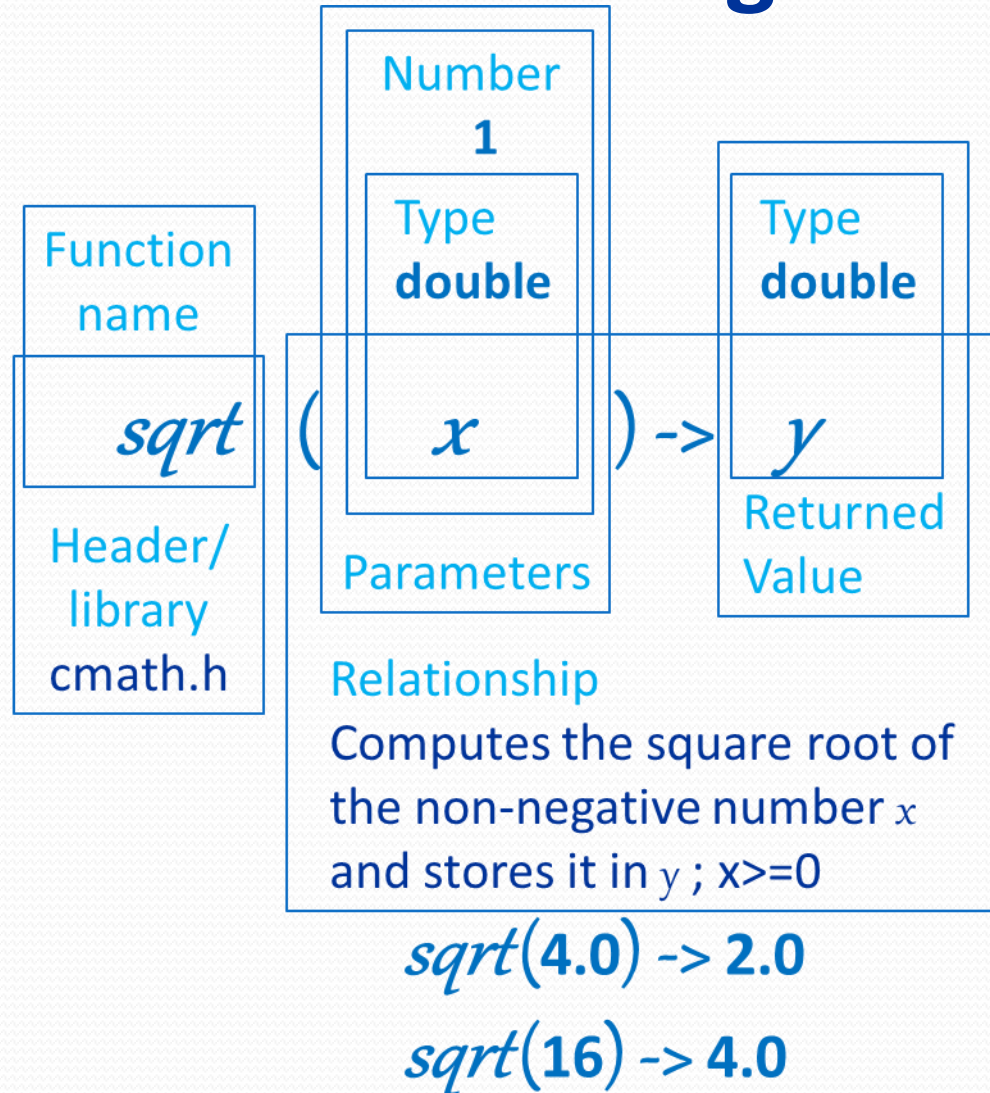 g
Number
1
Type
double
Type
double
Function
name
sqrt ( x ) -> y
Header/
library
cmath.h
Parameters
Returned
Value
Relationship
Computes the square root of
the non-negative number x
and stores it in y ; x>=0
sqrt(4.0) -> 2.0
sqrt(16) -> 4.0